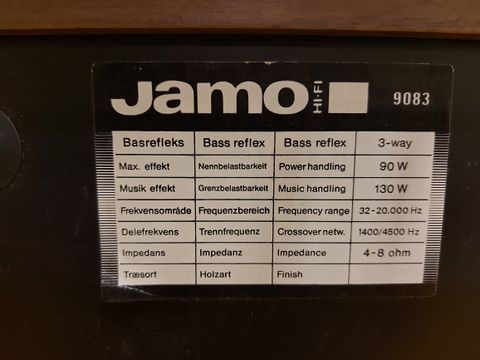 Jamo HI-FI 9083
Basrefleks Bass reflex Bass reflex 3-way
Max. effekt Nennbelastbarkeit Power handling 90 W
Musik effekt Grenzbelastbarkeit Music handling 130 W
Frekvensområde Frequenzbereich Frequency range 32-20.000 Hz
Delefrekvens Trennfrequenz Crossover netw. 1400/4500 Hz
Impedans Impedanz Impedance 4-8 ohm
Træsort Holzart Finish